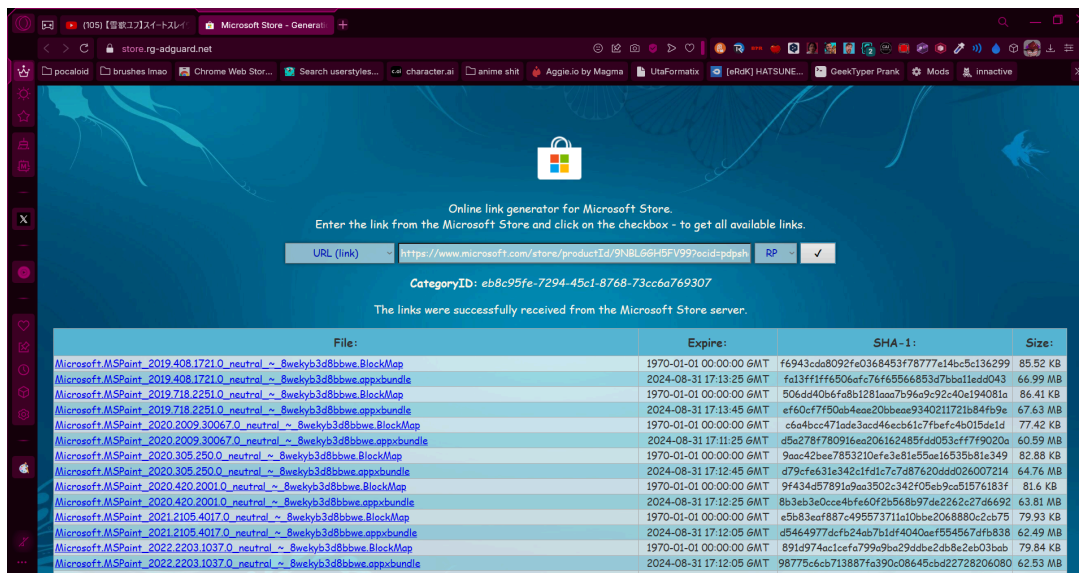 (105) 【雪歌ユフ】スイートスレイ
Microsoft Store - Generati
store.rg-adguard.net
pocaloid
brushes lmao
Chrome Web Stor...
Search userstyles...
character.ai
anime shit
Aggie.io by Magma
UtaFormatix
[eRdK] HATSUNE...
GeekTyper Prank
Mods
innactive
Online link generator for Microsoft Store.
Enter the link from the Microsoft Store and click on the checkbox - to get all available links.
URL (link)
https://www.microsoft.com/store/productId/9NBLGGH5FV99?ocid=pdpsh
RP
✓
CategoryID: eb8c95fe-7294-45c1-8768-73cc6a769307
The links were successfully received from the Microsoft Store server.
File: Expire: SHA-1: Size:
Microsoft.MSPaint_2019.408.1721.0_neutral_~_8wekyb3d8bbwe.BlockMap 1970-01-01 00:00:00 GMT f6943cda8092fe0368453f78777e14bc5c136299 85.52 KB
Microsoft.MSPaint_2019.408.1721.0_neutral_~_8wekyb3d8bbwe.appxbundle 2024-08-31 17:13:25 GMT fa13ff1ff6506afc76f65566853d7bba11edd043 66.99 MB
Microsoft.MSPaint_2019.718.2251.0_neutral_~_8wekyb3d8bbwe.BlockMap 1970-01-01 00:00:00 GMT 506dd40b6fa8b1281aaa7b96a9c92c40e194081a 86.41 KB
Microsoft.MSPaint_2019.718.2251.0_neutral_~_8wekyb3d8bbwe.appxbundle 2024-08-31 17:13:45 GMT ef60cf7f50ab4eae20bbeae9340211721b84fb9e 67.63 MB
Microsoft.MSPaint_2020.2009.30067.0_neutral_~_8wekyb3d8bbwe.BlockMap 1970-01-01 00:00:00 GMT c6a4bcc471ade3acd46ecb61c7fbefc4b015de1d 77.42 KB
Microsoft.MSPaint_2020.2009.30067.0_neutral_~_8wekyb3d8bbwe.appxbundle 2024-08-31 17:11:25 GMT d5a278f780916ea206162485fdd053cff7f9020a 60.59 MB
Microsoft.MSPaint_2020.305.250.0_neutral_~_8wekyb3d8bbwe.BlockMap 1970-01-01 00:00:00 GMT 9aac42bee7853210efe3e81e55ae16535b81e349 82.88 KB
Microsoft.MSPaint_2020.305.250.0_neutral_~_8wekyb3d8bbwe.appxbundle 2024-08-31 17:12:45 GMT d79cfe631e342c1fd1c7c7d87620ddd026007214 64.76 MB
Microsoft.MSPaint_2020.420.2001.0_neutral_~_8wekyb3d8bbwe.BlockMap 1970-01-01 00:00:00 GMT 9f434d57891a9aa3502c342f05eb9ca51576183f 81.6 KB
Microsoft.MSPaint_2020.420.2001.0_neutral_~_8wekyb3d8bbwe.appxbundle 2024-08-31 17:12:25 GMT 8b3eb3e0cce4bfe60f2b568b97de2262c27d6692 63.81 MB
Microsoft.MSPaint_2021.2105.4017.0_neutral_~_8wekyb3d8bbwe.BlockMap 1970-01-01 00:00:00 GMT e5b83eaf887c495573711a10bbe2068880c2cb75 79.93 KB
Microsoft.MSPaint_2021.2105.4017.0_neutral_~_8wekyb3d8bbwe.appxbundle 2024-08-31 17:12:25 GMT d5464977dcfb24ab7b1df4040aef554567dfb838 62.49 MB
Microsoft.MSPaint_2022.2203.1037.0_neutral_~_8wekyb3d8bbwe.BlockMap 1970-01-01 00:00:00 GMT 891d974ac1cefa799a9ba29ddbe2db8e2eb03bab 79.84 KB
Microsoft.MSPaint_2022.2203.1037.0_neutral_~_8wekyb3d8bbwe.appxbundle 2024-08-31 17:12:05 GMT 98775c6cb713887fa390c08645cbd22728206080 62.53 MB